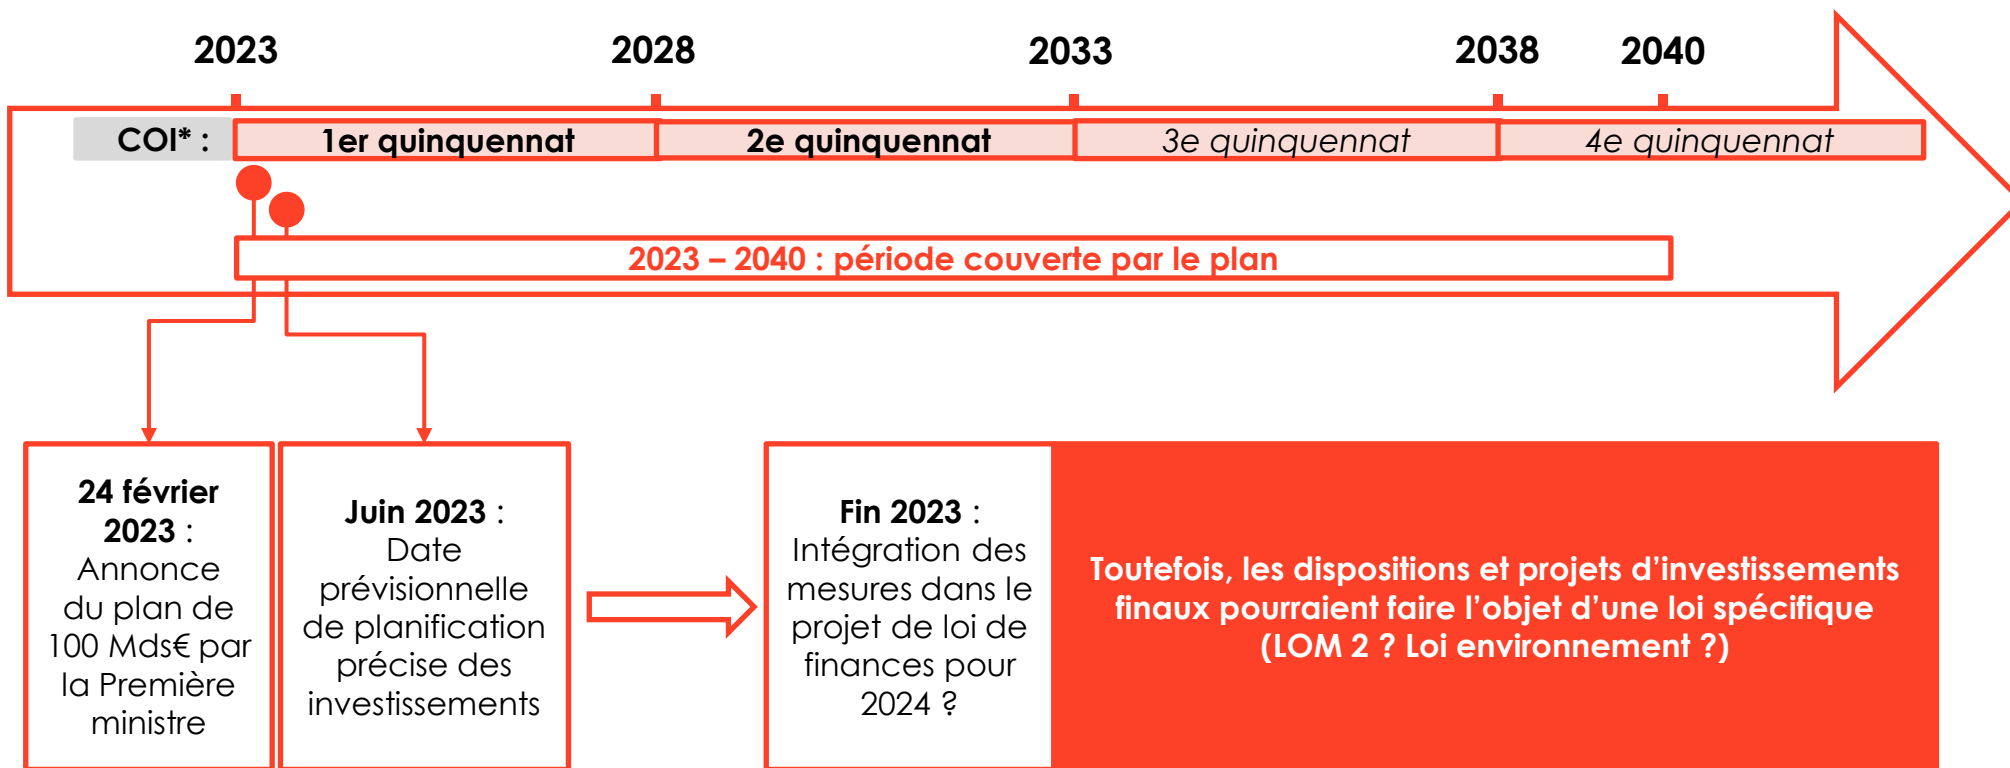 2023 2028 2033 2038 2040
COI* : 1er quinquennat 2e quinquennat 3e quinquennat 4e quinquennat
2023 – 2040 : période couverte par le plan
24 février
2023 :
Annonce
du plan de
100 Mds€ par
la Première
ministre
Juin 2023 :
Date
prévisionnelle
de planification
précise des
investissements
Fin 2023 :
Intégration des
mesures dans le
projet de loi de
finances pour
2024 ?
Toutefois, les dispositions et projets d’investissements
finaux pourraient faire l’objet d’une loi spécifique
(LOM 2 ? Loi environnement ?)